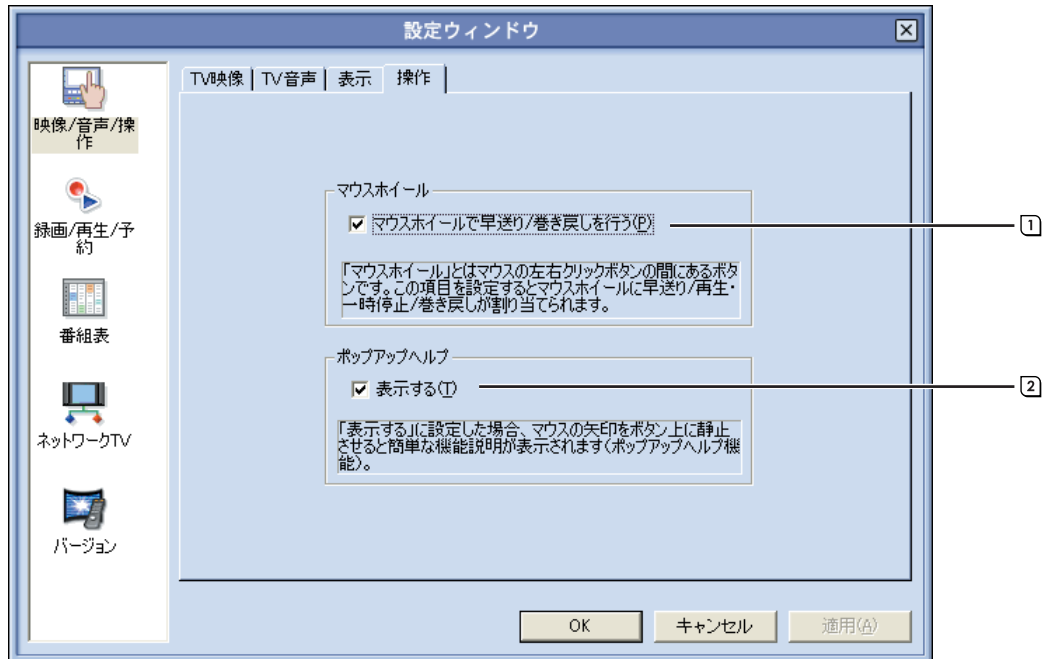 設定ウィンドウ
映像/音声/操
作
録画/再生/予
約
番組表
ネットワークTV
バージョン
TV映像
TV音声
表示
操作
マウスホイール
マウスホイールで早送り/巻き戻しを行う(P)
1
「マウスホイール」とはマウスの左右クリックボタンの間にあるボタ
ンです。この項目を設定するとマウスホイールに早送り/再生・
一時停止/巻き戻しが割り当てられます。
ポップアップヘルプ
表示する(T)
2
「表示する」に設定した場合、マウスの矢印をボタン上に静止
させると簡単な機能説明が表示されます(ポップアップヘルプ機
能)。
OK
キャンセル
適用(A)